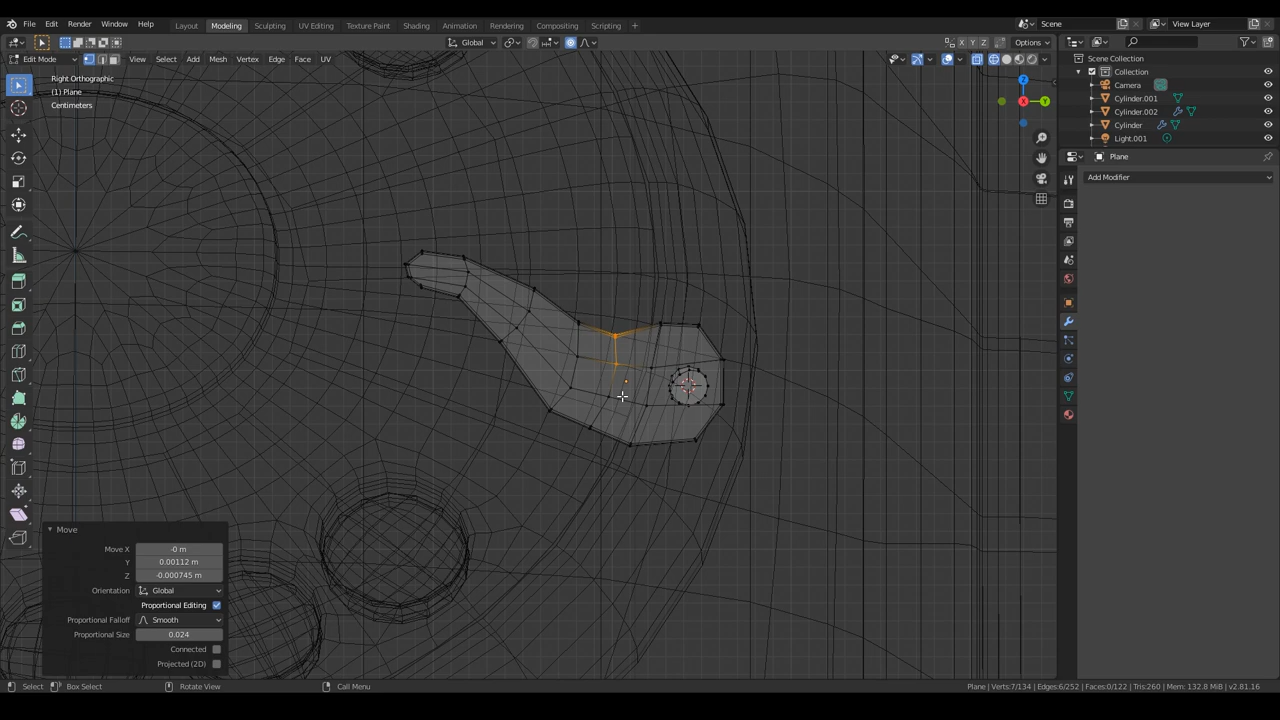 File Edit Render Window Help Layout Modeling Sculpting UV Editing Texture Paint Shading Animation Rendering Compositing Scripting + Scene View Layer
Global Options
Edit Mode View Select Add Mesh Vertex Edge Face UV X Y Z
Right Orthographic
(1) Plane
Centimeters
Z
X Y
Scene Collection
Collection
Camera
Cylinder.001
Cylinder.002
Cylinder
Light.001
Plane
Add Modifier
Move
Move X -0 m
Y 0.00112 m
Z -0.000745 m
Orientation Global
Proportional Editing
Proportional Falloff Smooth
Proportional Size 0.024
Connected
Projected (2D)
Select Box Select Rotate View Call Menu Plane | Verts:7/134 | Edges:6/252 | Faces:0/122 | Tris:260 | Mem: 132.8 MiB | v2.81.16